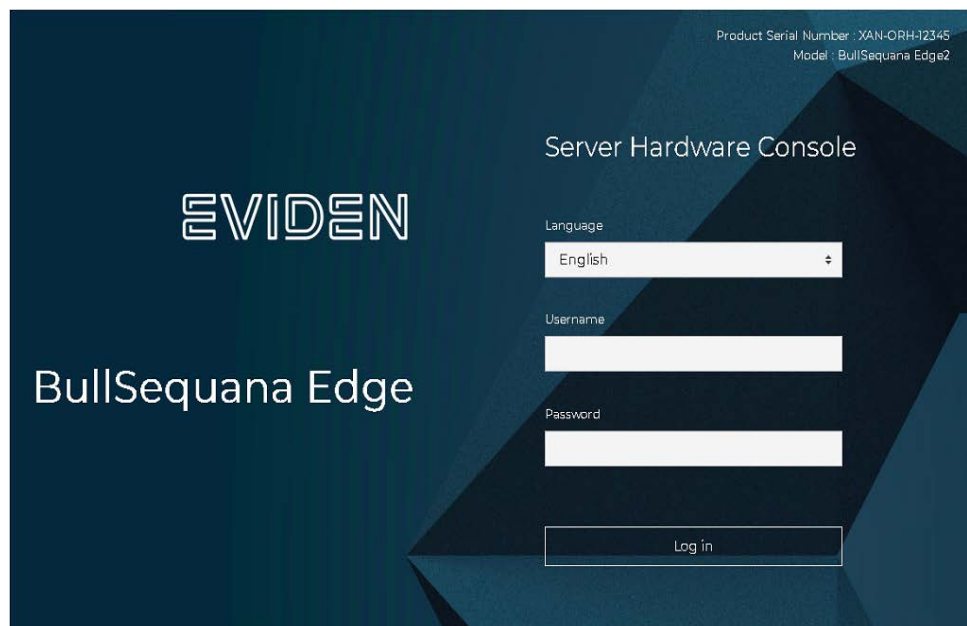 Product Serial Number : XAN-ORH-12345
Model : BullSequana Edge2
EVIDEN
BullSequana Edge
Server Hardware Console
Language
English
Username
Password
Log in